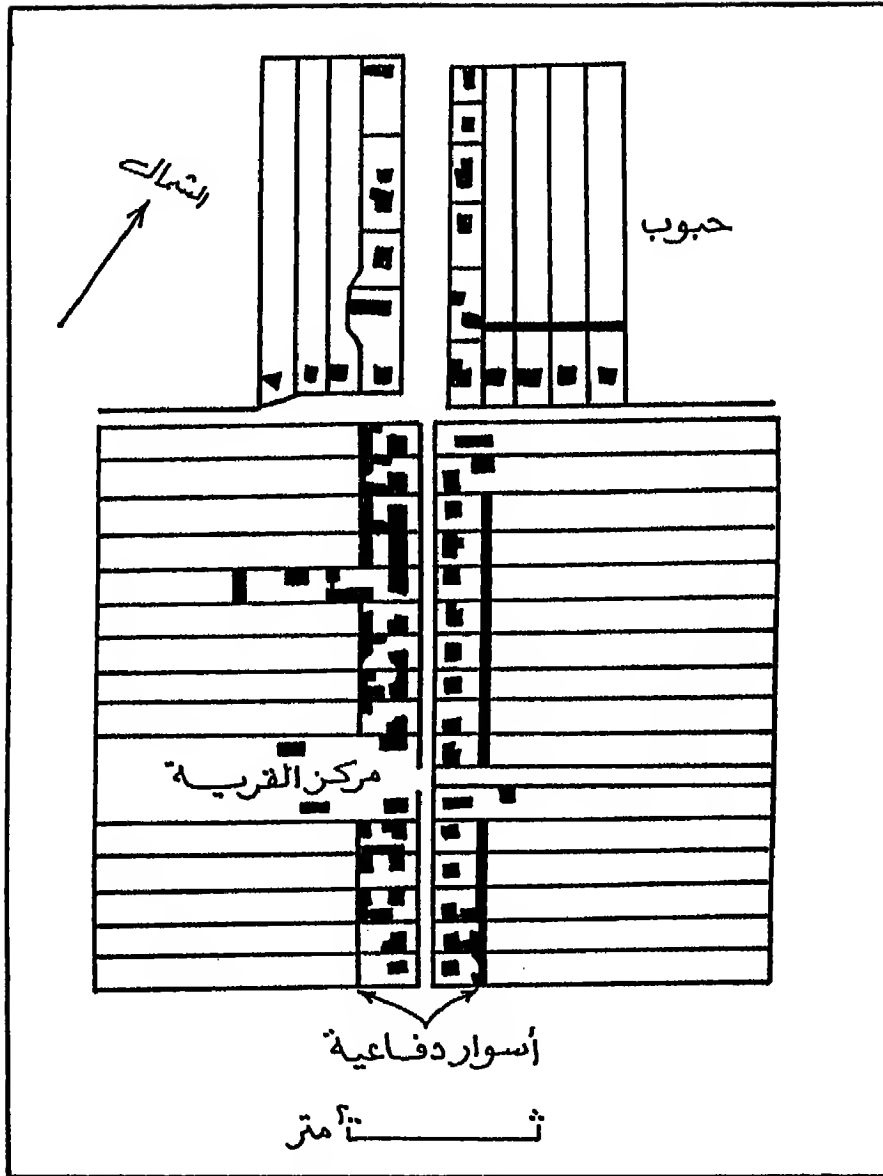 الشمال
حبوب
مركز القرية
أسوار دفاعية
متر